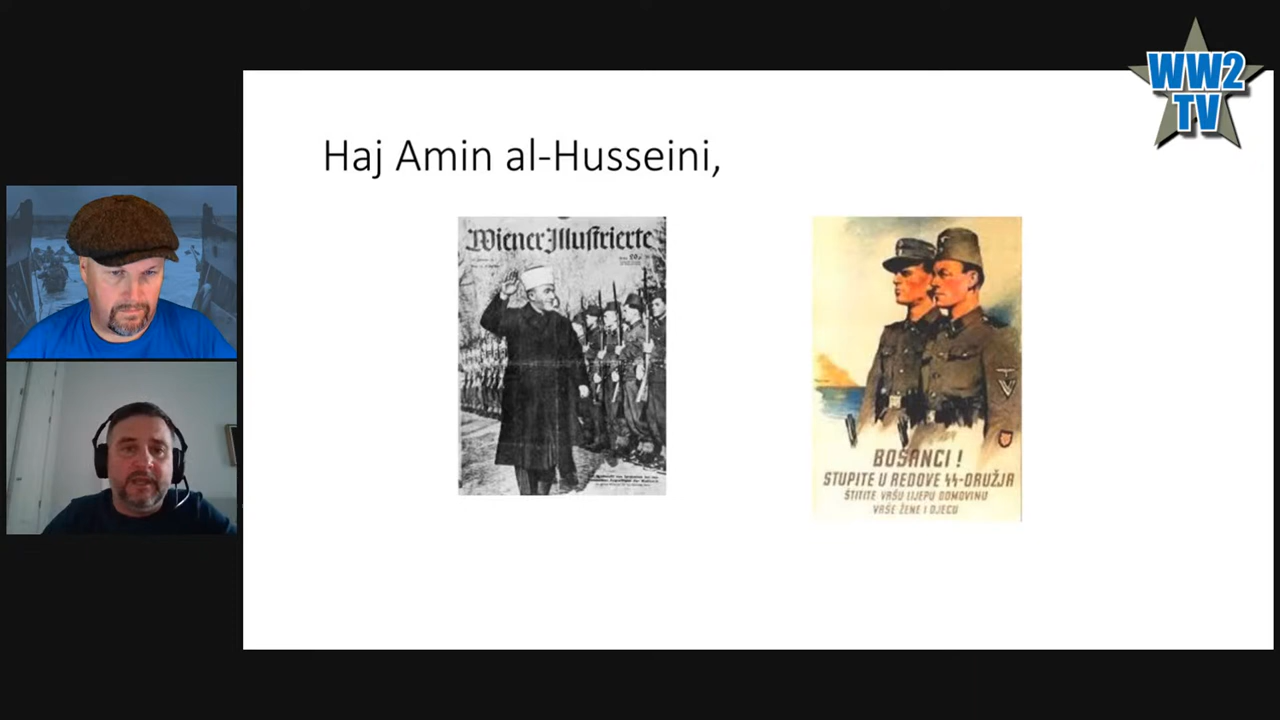 WW2
TV
Haj Amin al-Husseini,
Wiener Illustrierte
BOSANCI !
STUPITE U REDOVE SS-ORUŽJA
ŠTITITE VAŠU LIJEPU DOMOVINU
VAŠE ŽENE I DJECU